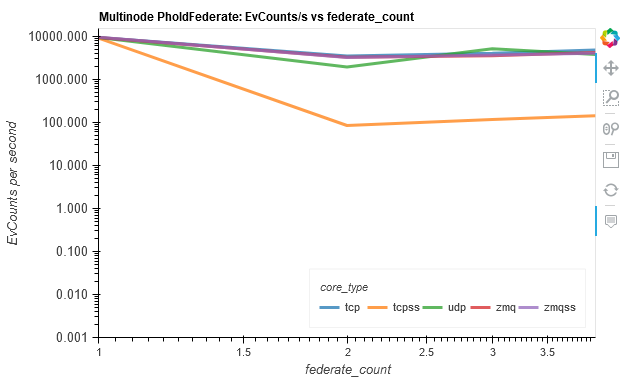 Multinode PholdFederate: EvCounts/s vs federate_count
10000.000
1000.000
100.000
10.000
1.000
0.100
0.010
0.001
EvCounts per second
core_type
tcp tcpss udp zmq zmqss
1 1.5 2 2.5 3 3.5
federate_count